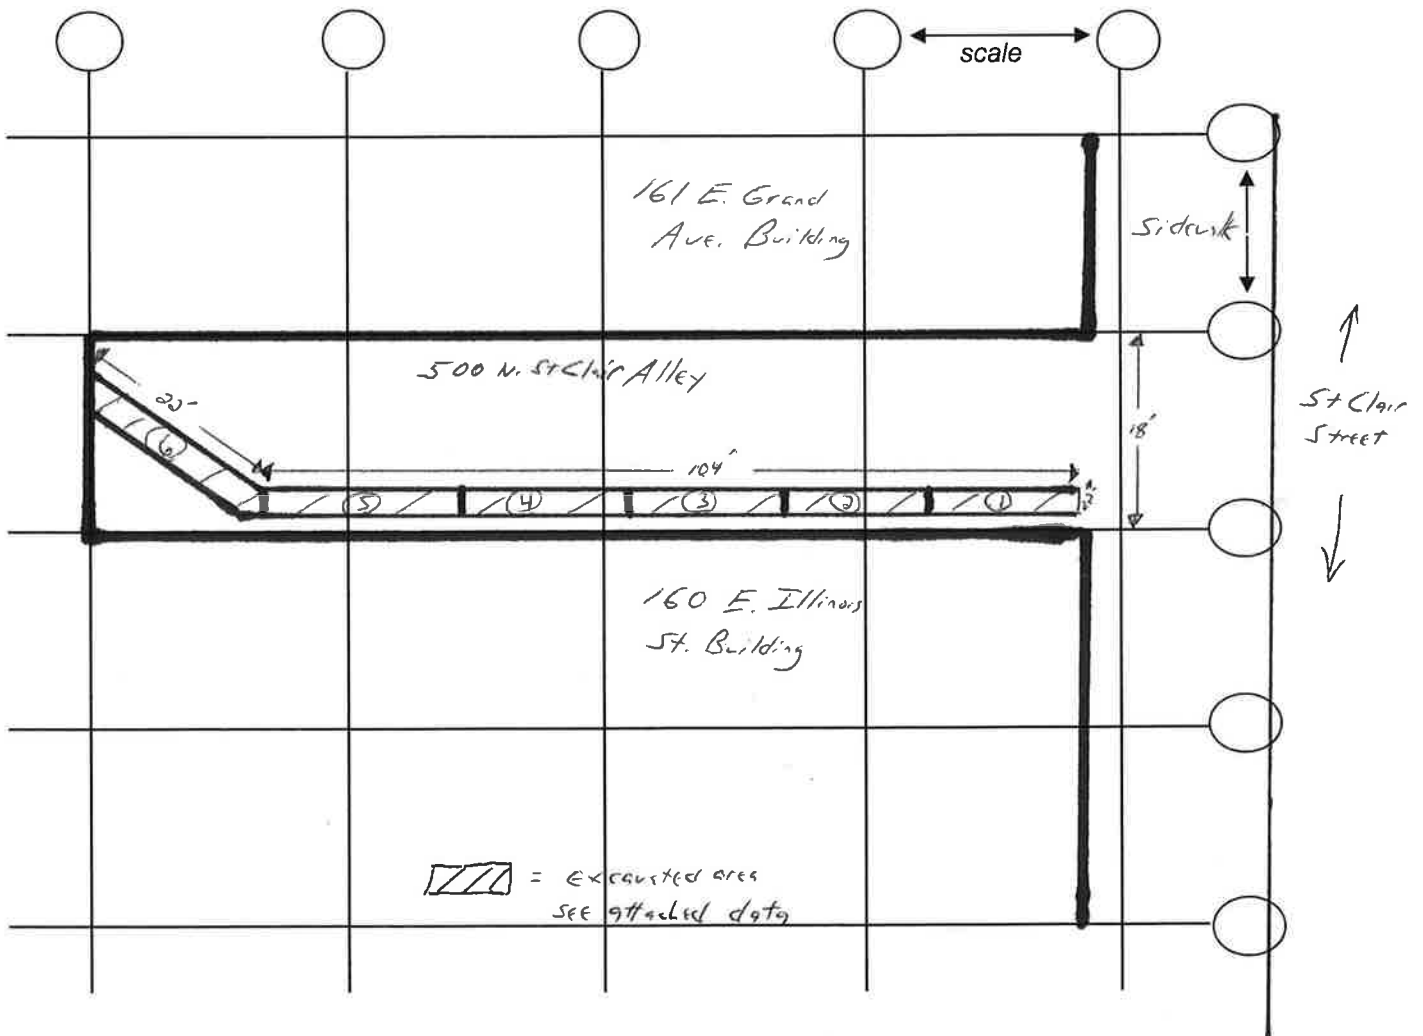 scale
161 E. Grand
Ave. Building
Sidewalk
500 N. St Clair Alley
St Clair
Street
22'
18'
104'
6
5
4
3
2
1
160 E. Illinois
St. Building
= Excavated area
see attached data